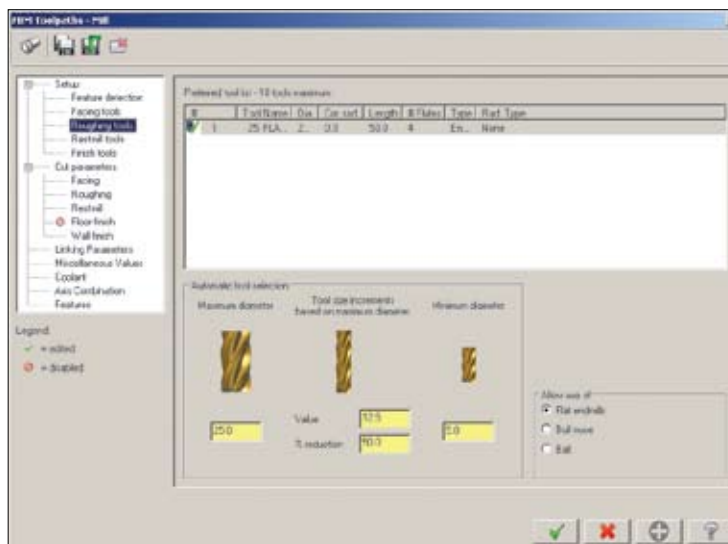 FBM Toolpaths - Mill
Setup
Feature detection
Facing tools
Roughing tools
Restmill tools
Finish tools
Cut parameters
Facing
Roughing
Restmill
Floor finish
Wall finish
Linking Parameters
Miscellaneous Values
Coolant
Axis Combination
Features
Legend
= edited
= disabled
Preferred tool list - 10 tools maximum
# Tool Name Dia. Cor. rad. Length # Flutes Type Rad. Type
1 25 FLA... 2... 0.0 50.0 4 En... None
Automatic tool selection
Maximum diameter
Tool size increments
based on maximum diameter
Minimum diameter
25.0
Value 12.5
% reduction 50.0
5.0
Allow use of
Flat endmills
Bull nose
Ball